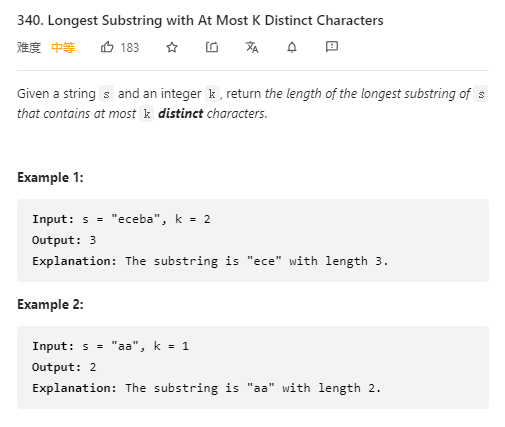 340. Longest Substring with At Most K Distinct Characters
难度 中等 183
Given a string s and an integer k, return the length of the longest substring of s
that contains at most k distinct characters.
Example 1:
Input: s = "eceba", k = 2
Output: 3
Explanation: The substring is "ece" with length 3.
Example 2:
Input: s = "aa", k = 1
Output: 2
Explanation: The substring is "aa" with length 2.